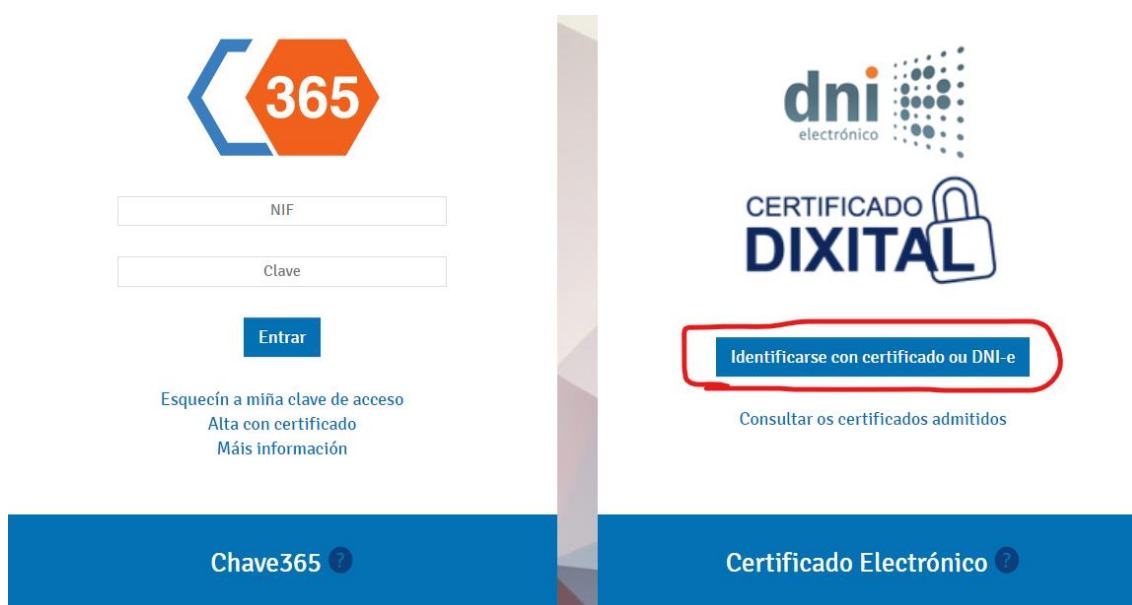 365
NIF
Clave
Entrar
Esquecín a miña clave de acceso
Alta con certificado
Máis información
Chave365 ?
dni
electrónico
CERTIFICADO
DIXITAL
Identificarse con certificado ou DNI-e
Consultar os certificados admitidos
Certificado Electrónico ?